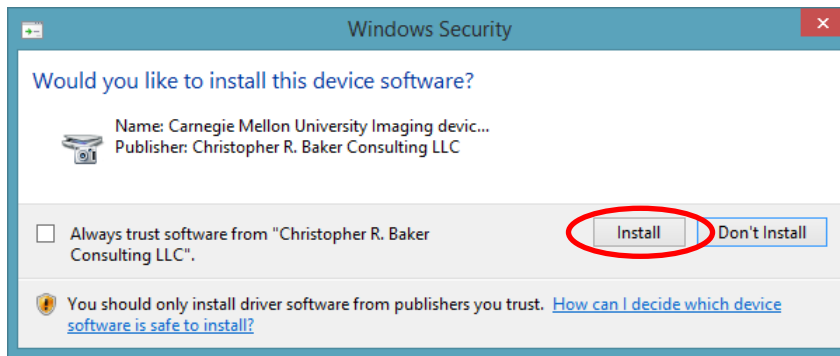 Windows Security
Would you like to install this device software?
Name: Carnegie Mellon University Imaging devic...
Publisher: Christopher R. Baker Consulting LLC
Always trust software from "Christopher R. Baker
Consulting LLC".
Install
Don't Install
You should only install driver software from publishers you trust. How can I decide which device
software is safe to install?